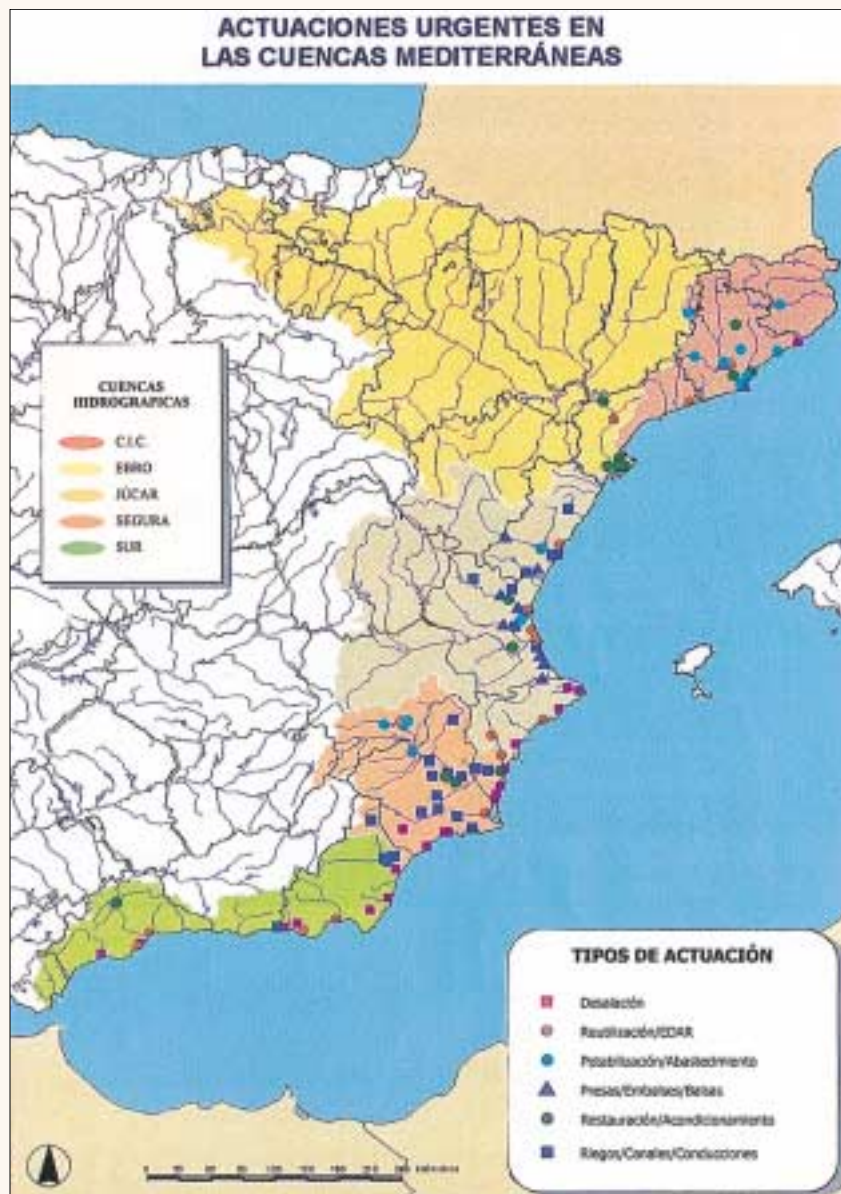 ACTUACIONES URGENTES EN
LAS CUENCAS MEDITERRÁNEAS
CUENCAS
HIDROGRAFICAS
C.I.C.
EBRO
JÚCAR
SEGURA
SUR
TIPOS DE ACTUACIÓN
Desalación
Reutilización/EDAR
Potabilización/Abastecimiento
Presas/Embalses/Balsas
Restauración/Acondicionamiento
Riegos/Canales/Conducciones